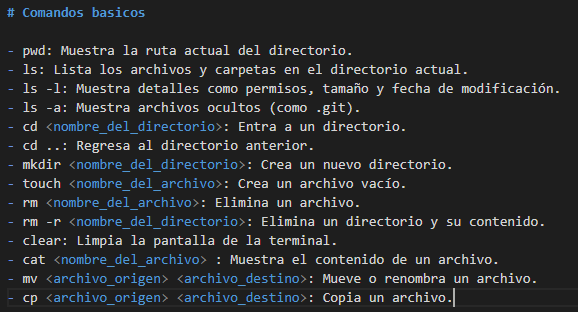 # Comandos basicos
- pwd: Muestra la ruta actual del directorio.
- ls: Lista los archivos y carpetas en el directorio actual.
- ls -l: Muestra detalles como permisos, tamaño y fecha de modificación.
- ls -a: Muestra archivos ocultos (como .git).
- cd <nombre_del_directorio>: Entra a un directorio.
- cd ..: Regresa al directorio anterior.
- mkdir <nombre_del_directorio>: Crea un nuevo directorio.
- touch <nombre_del_archivo>: Crea un archivo vacío.
- rm <nombre_del_archivo>: Elimina un archivo.
- rm -r <nombre_del_directorio>: Elimina un directorio y su contenido.
- clear: Limpia la pantalla de la terminal.
- cat <nombre_del_archivo> : Muestra el contenido de un archivo.
- mv <archivo_origen> <archivo_destino>: Mueve o renombra un archivo.
- cp <archivo_origen> <archivo_destino>: Copia un archivo.